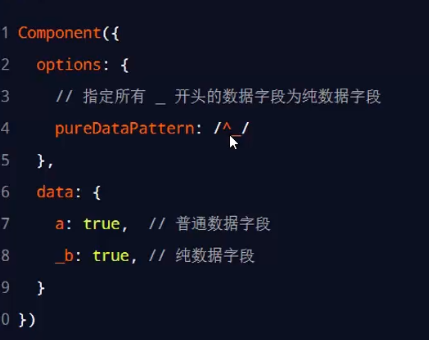 1 Component({
2 options: {
3 // 指定所有 _ 开头的数据字段为纯数据字段
4 pureDataPattern: /^_/
5 },
6 data: {
7 a: true, // 普通数据字段
8 _b: true, // 纯数据字段
9 }
0 })